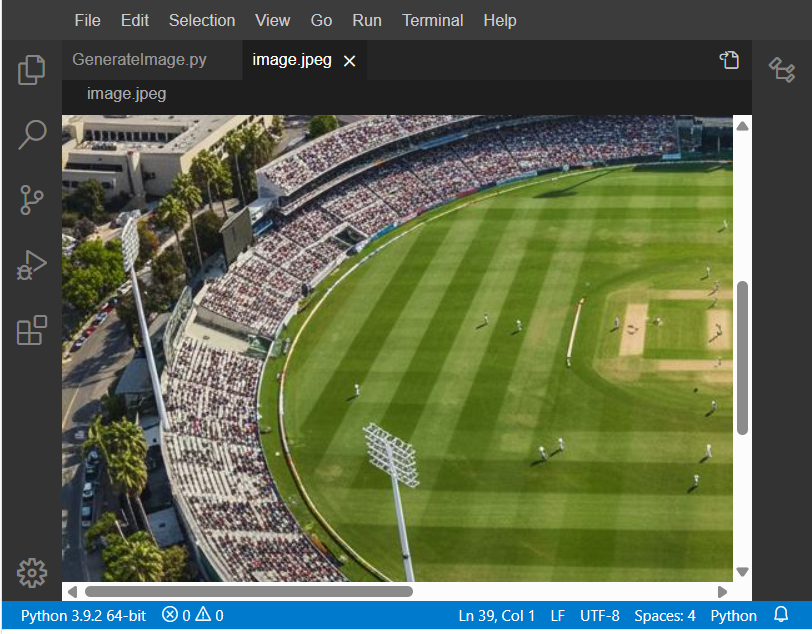 File Edit Selection View Go Run Terminal Help
GenerateImage.py image.jpeg
image.jpeg
Python 3.9.2 64-bit 0 0 Ln 39, Col 1 LF UTF-8 Spaces: 4 Python